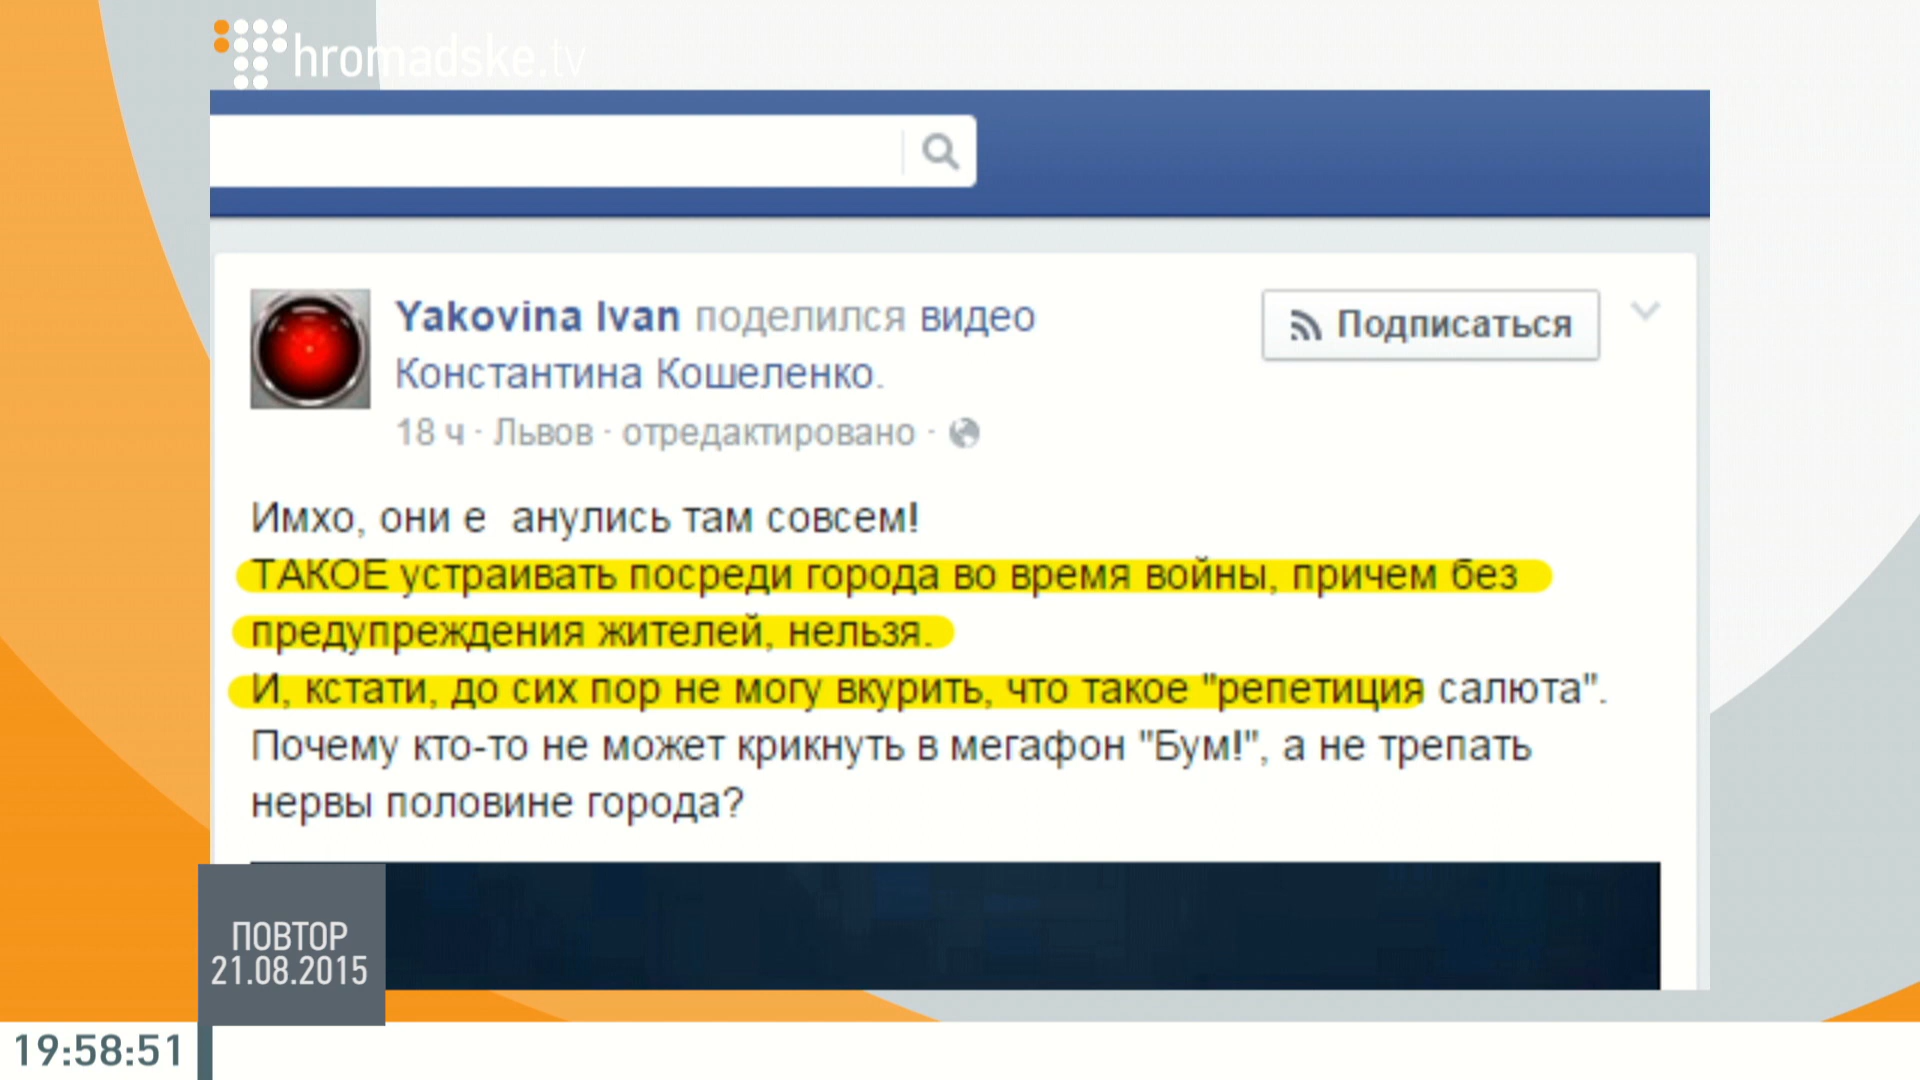 hromadske.tv
Yakovina Ivan поделился видео
Константина Кошеленко.
Подписаться
18 ч · Львов · отредактировано ·
Имхо, они е анулись там совсем!
ТАКОЕ устраивать посреди города во время войны, причем без
предупреждения жителей, нельзя.
И, кстати, до сих пор не могу вкурить, что такое "репетиция салюта".
Почему кто-то не может крикнуть в мегафон "Бум!", а не трепать
нервы половине города?
ПОВТОР
21.08.2015
19:58:51